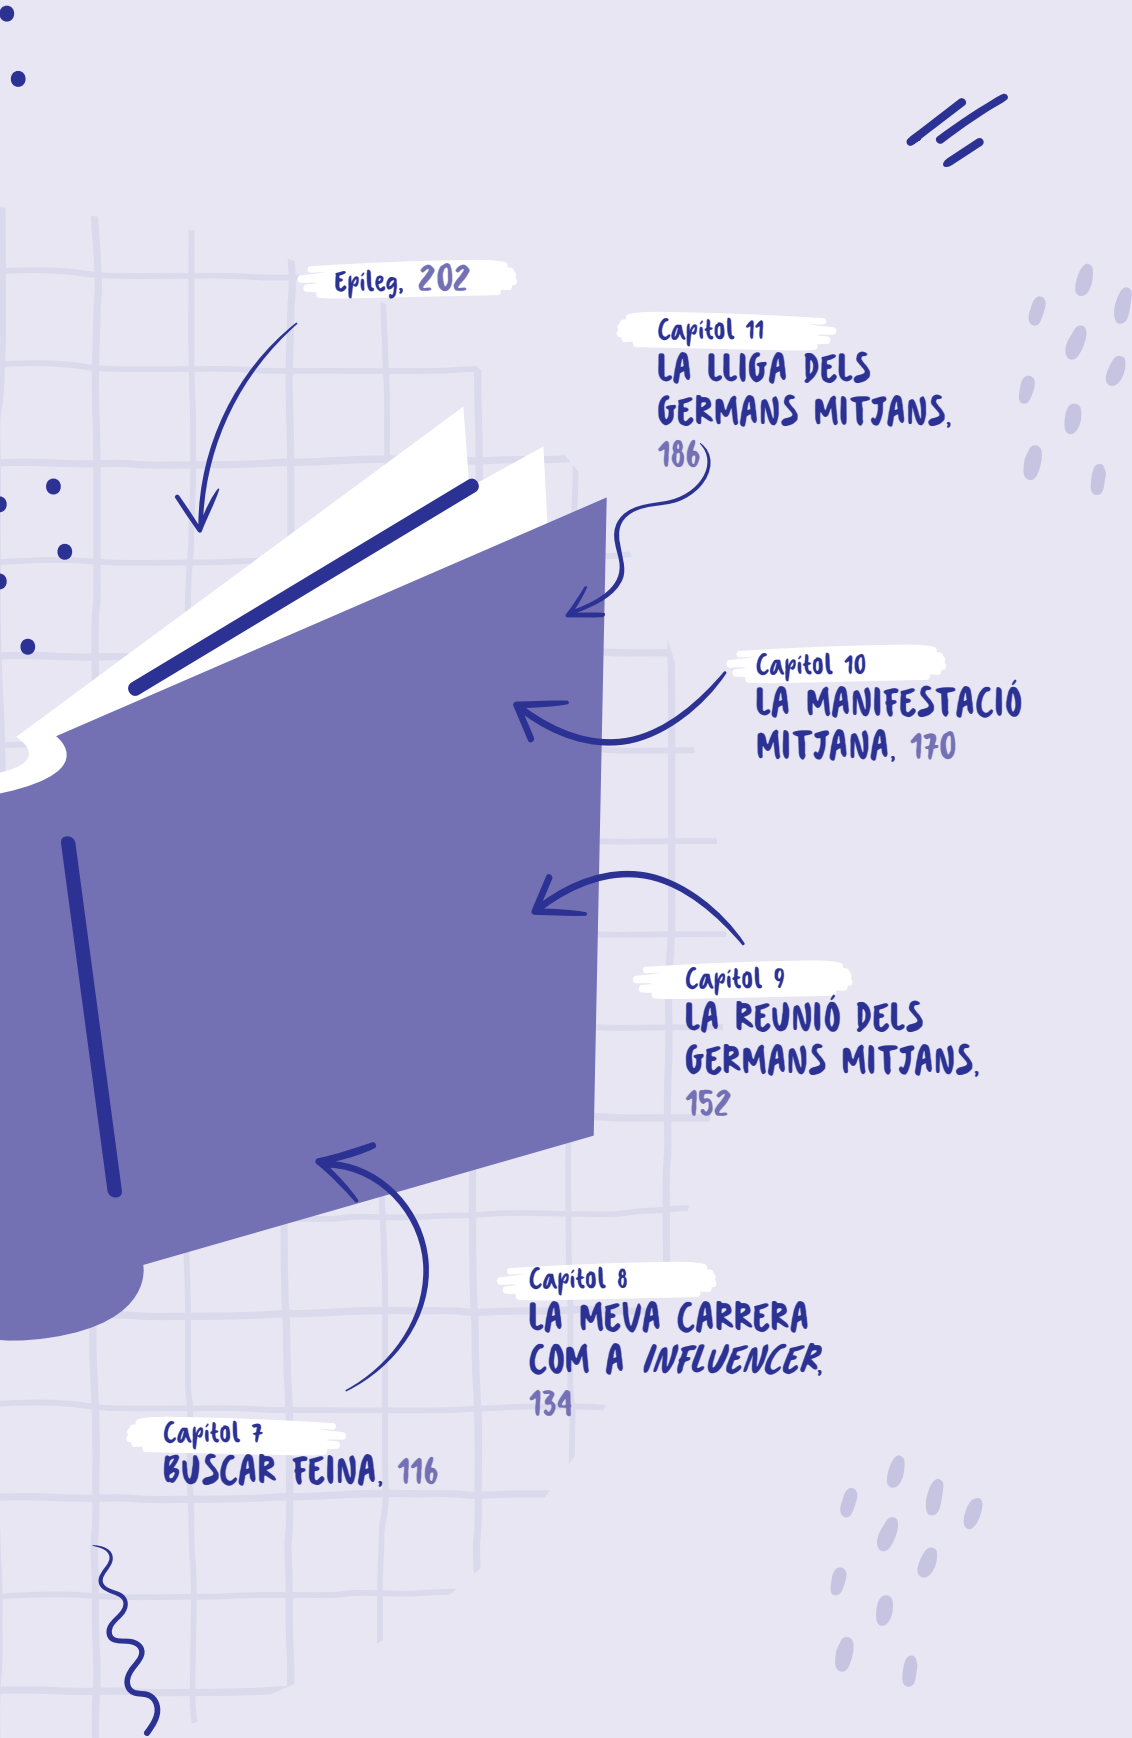 Epíleg, 202
Capítol 11
LA LLIGA DELS
GERMANS MITJANS,
186
Capítol 10
LA MANIFESTACIÓ
MITJANA, 170
Capítol 9
LA REUNIÓ DELS
GERMANS MITJANS,
152
Capítol 8
LA MEVA CARRERA
COM A INFLUENCER,
134
Capítol 7
BUSCAR FEINA, 116